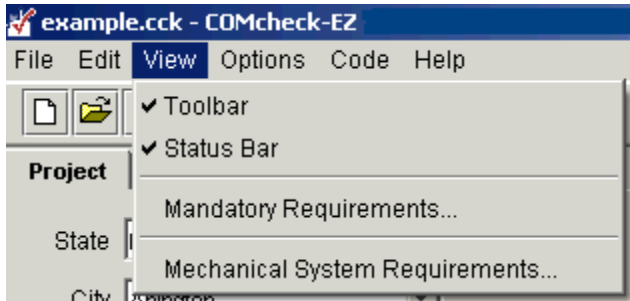 example.cck - COMcheck-EZ
File Edit View Options Code Help
Toolbar
Status Bar
Project
Mandatory Requirements...
State
Mechanical System Requirements...
City